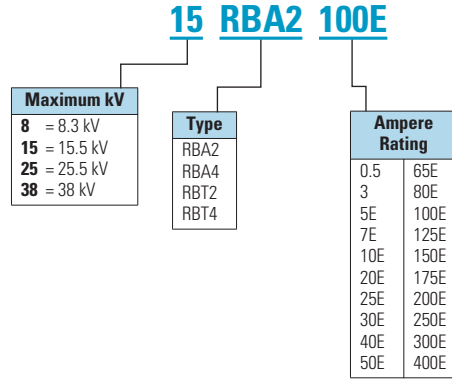 15 RBA2 100E
Maximum kV
8 = 8.3 kV
15 = 15.5 kV
25 = 25.5 kV
38 = 38 kV
Type
RBA2
RBA4
RBT2
RBT4
Ampere
Rating
0.5 65E
3 80E
5E 100E
7E 125E
10E 150E
20E 175E
25E 200E
30E 250E
40E 300E
50E 400E